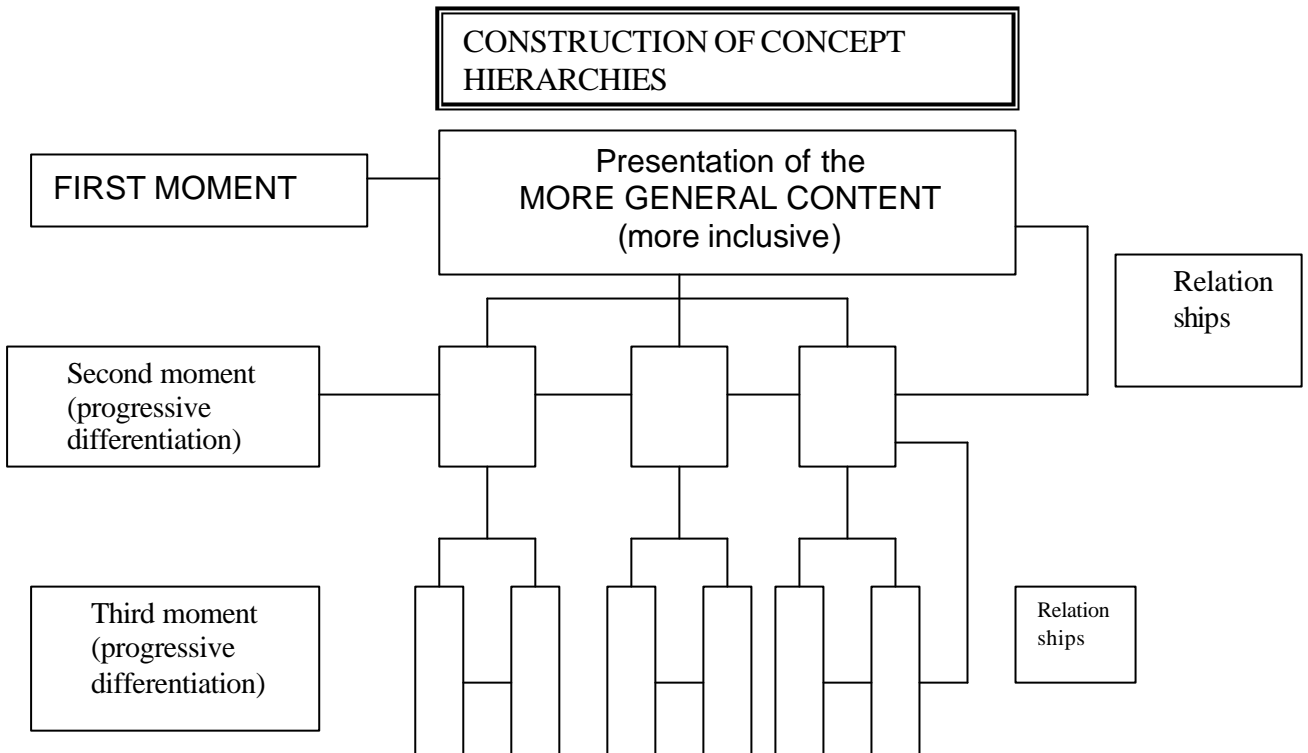 CONSTRUCTION OF CONCEPT
HIERARCHIES
FIRST MOMENT
Presentation of the
MORE GENERAL CONTENT
(more inclusive)
Relation
ships
Second moment
(progressive
differentiation)
Third moment
(progressive
differentiation)
Relation
ships